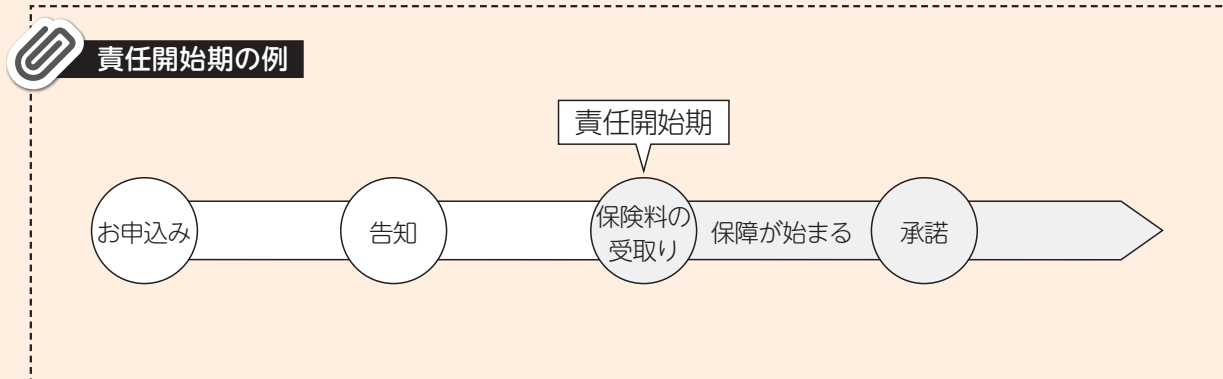 責任開始期の例
責任開始期
お申込み
告知
保険料の
受取り
保障が始まる
承諾